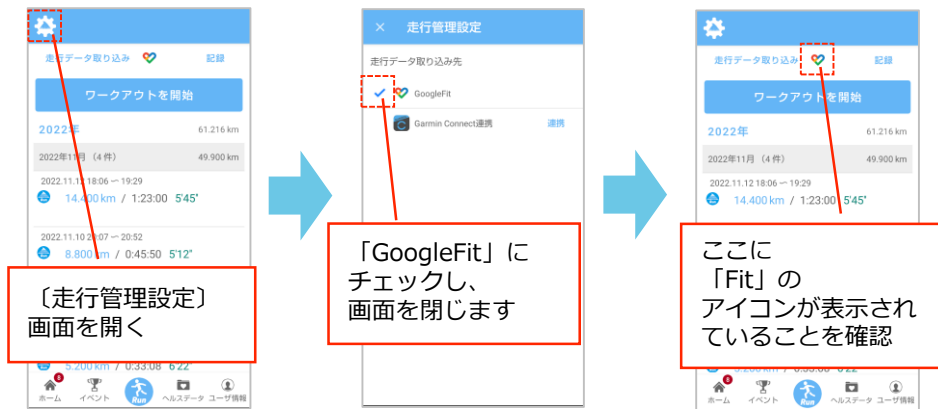 走行データ取り込み
記録
ワークアウトを開始
2022年
61.216 km
2022年11月 （4 件）
49.900 km
2022.11.12 18:06 〜 19:29
14.400 km / 1:23:00 5'45"
2022.11.10 20:07 〜 20:52
8.800 km / 0:45:50 5'12"
〔走行管理設定〕
画面を開く
5.200 km / 0:33:08 6'22"
8
ホーム
イベント
Run
ヘルスデータ
ユーザ情報
× 走行管理設定
走行データ取り込み先
GoogleFit
Garmin Connect連携
連携
「GoogleFit」に
チェックし、
画面を閉じます
走行データ取り込み
記録
ワークアウトを開始
2022年
61.216 km
2022年11月 （4 件）
49.900 km
2022.11.12 18:06 〜 19:29
14.400 km / 1:23:00 5'45"
ここに
「Fit」の
アイコンが表示され
ていることを確認
8
ホーム
イベント
Run
ヘルスデータ
ユーザ情報